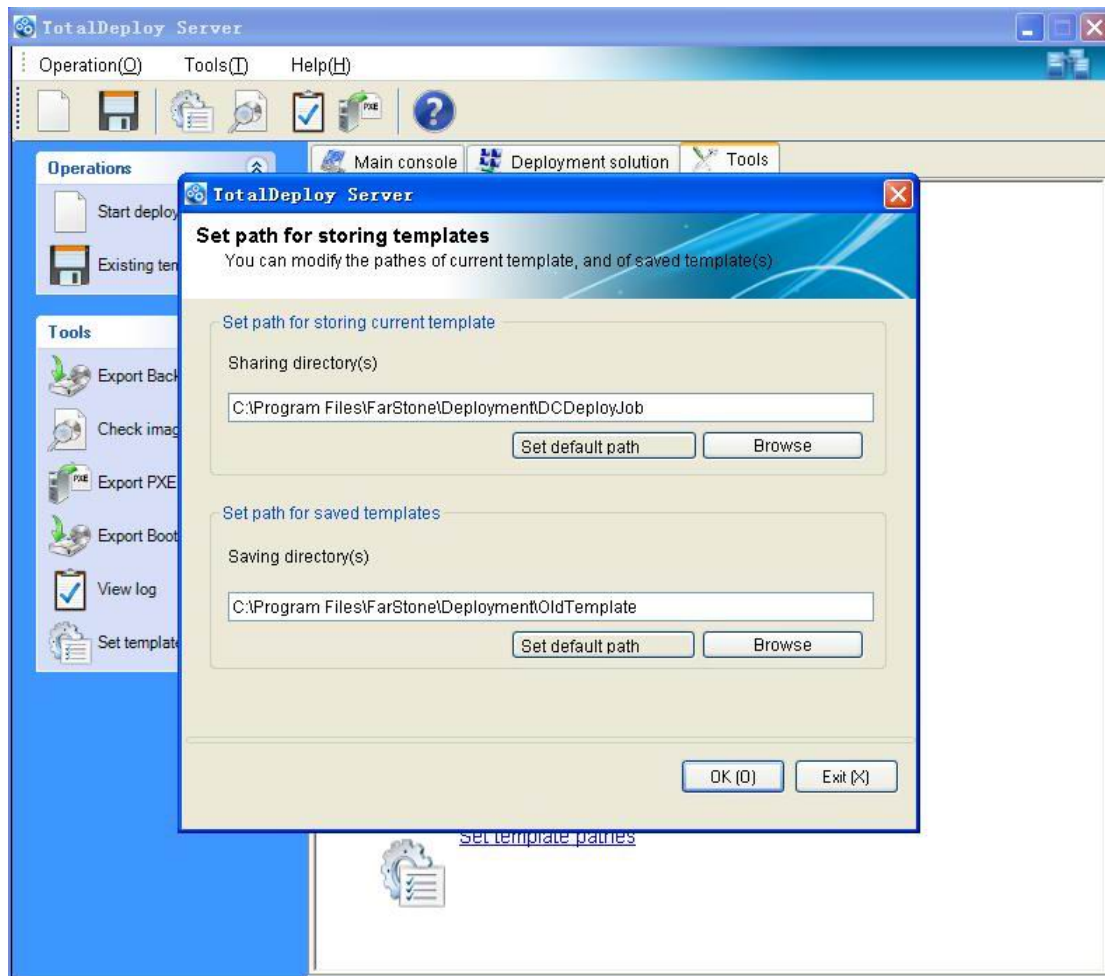 TotalDeploy Server
Operation(O) Tools(T) Help(H)
PXE
Main console Deployment solution Tools
Operations
Start deploy
Existing ten
Tools
Export Back
Check imag
PXE
Export PXE
Export Boot
View log
Set template
TotalDeploy Server
Set path for storing templates
You can modify the pathes of current template, and of saved template(s)
Set path for storing current template
Sharing directory(s)
C:\Program Files\FarStone\Deployment\DCDeployJob
Set default path Browse
Set path for saved templates
Saving directory(s)
C:\Program Files\FarStone\Deployment\OldTemplate
Set default path Browse
OK (O) Exit (X)
Set template pathes